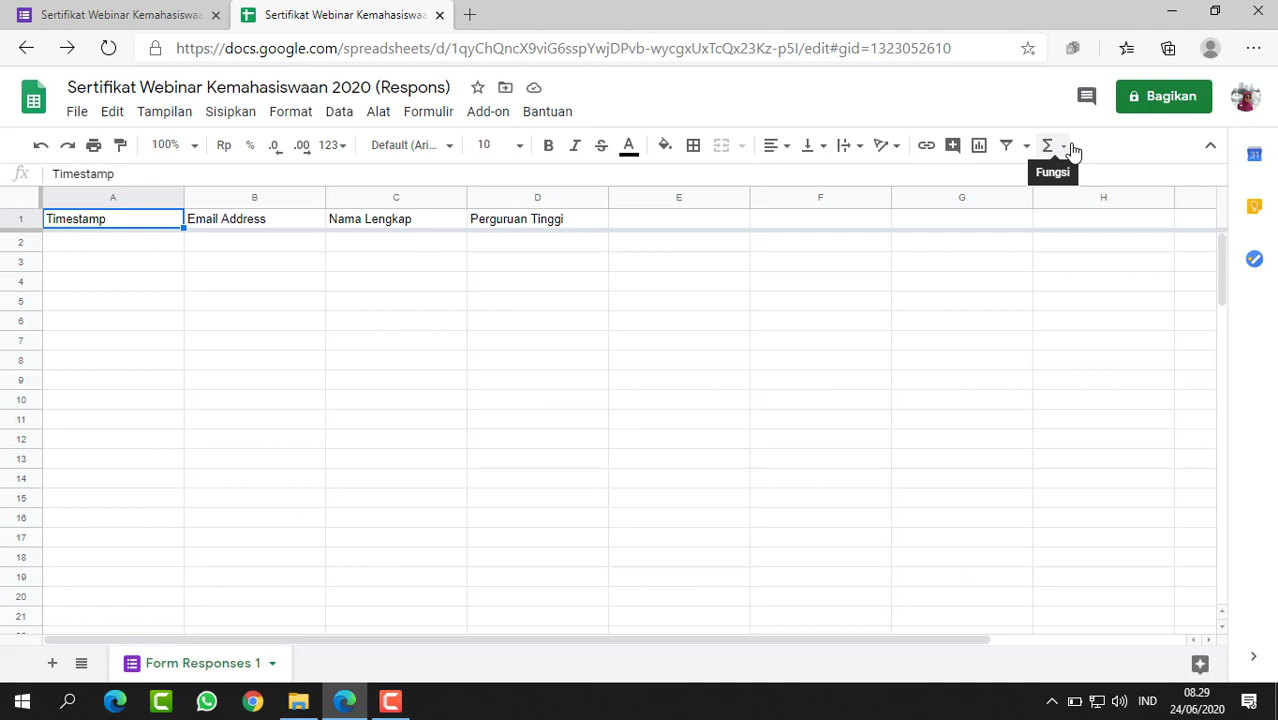 Sertifikat Webinar Kemahasiswaa
Sertifikat Webinar Kemahasiswaa
https://docs.google.com/spreadsheets/d/1qyChQncX9viG6sspYwjDPvb-wycgxUxTcQx23Kz-p5I/edit#gid=1323052610
Sertifikat Webinar Kemahasiswaan 2020 (Respons)
File Edit Tampilan Sisipkan Format Data Alat Formulir Add-on Bantuan
Bagikan
100% Rp % .0 .00 123 Default (Ari... 10 B I S A Σ
Fungsi
fx Timestamp
A B C D E F G H
1 Timestamp Email Address Nama Lengkap Perguruan Tinggi
2
3
4
5
6
7
8
9
10
11
12
13
14
15
16
17
18
19
20
21
31
Form Responses 1
IND
08.29
24/06/2020